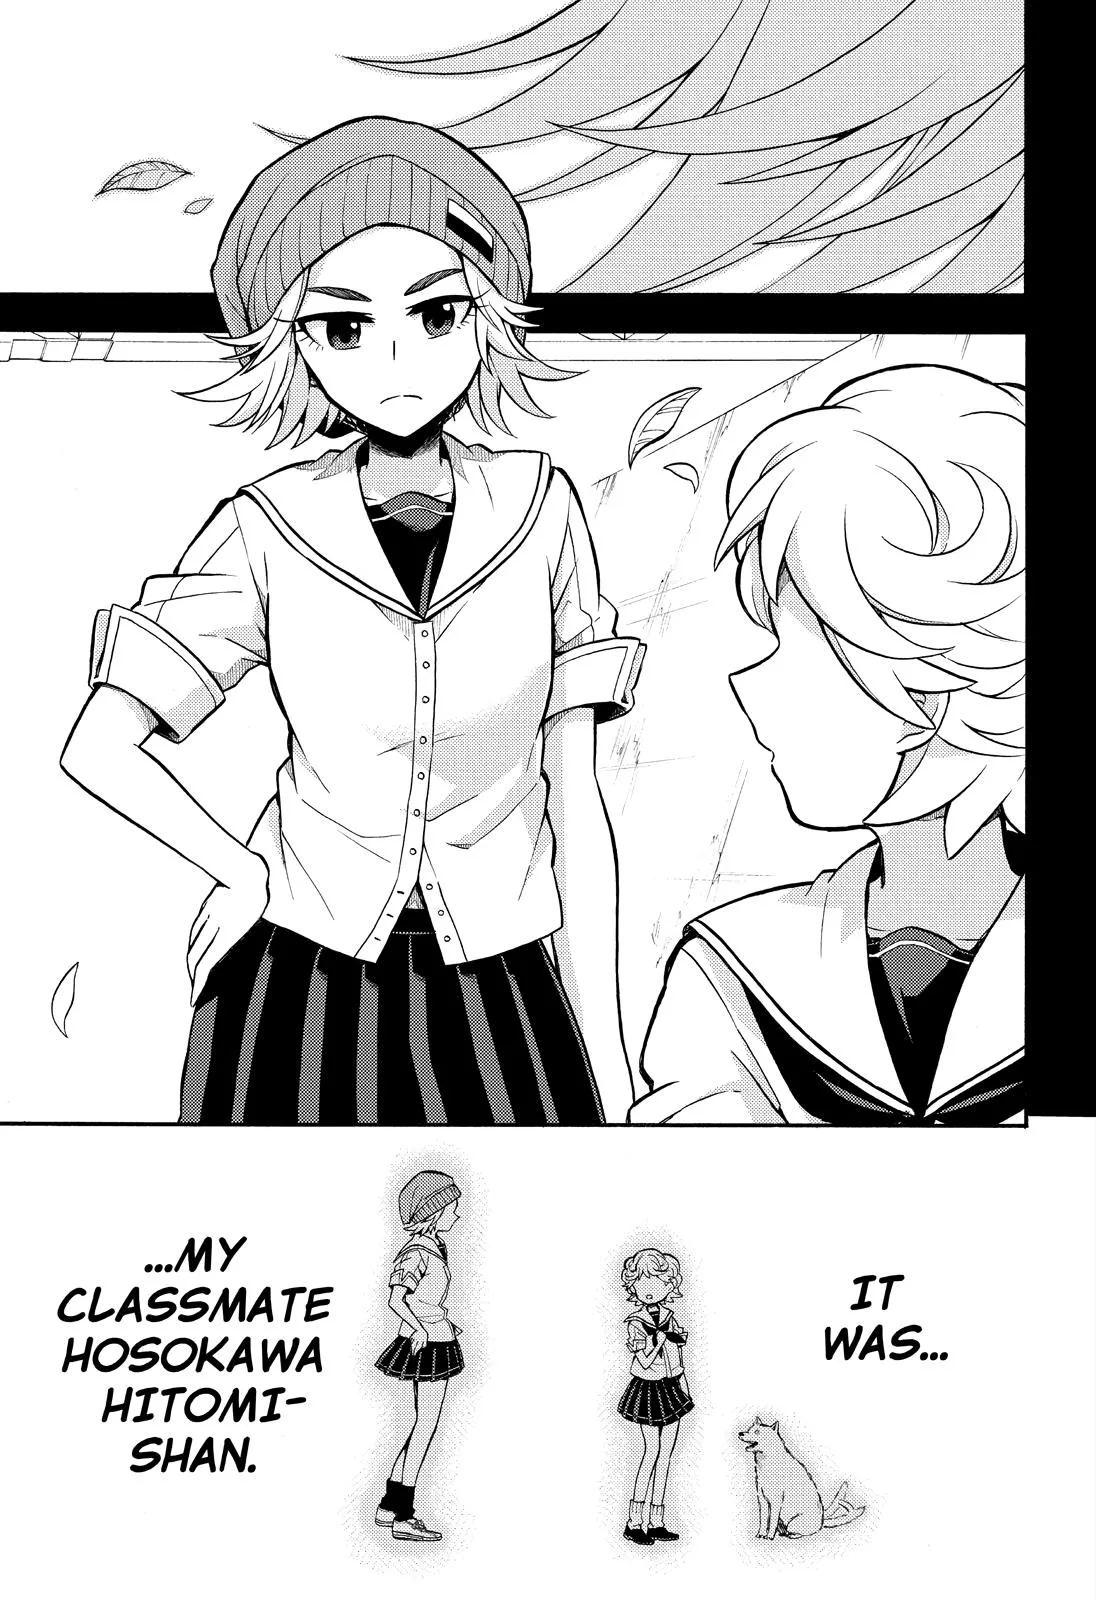 IT
WAS...
...MY
CLASSMATE
HOSOKAWA
HITOMI-
SHAN.